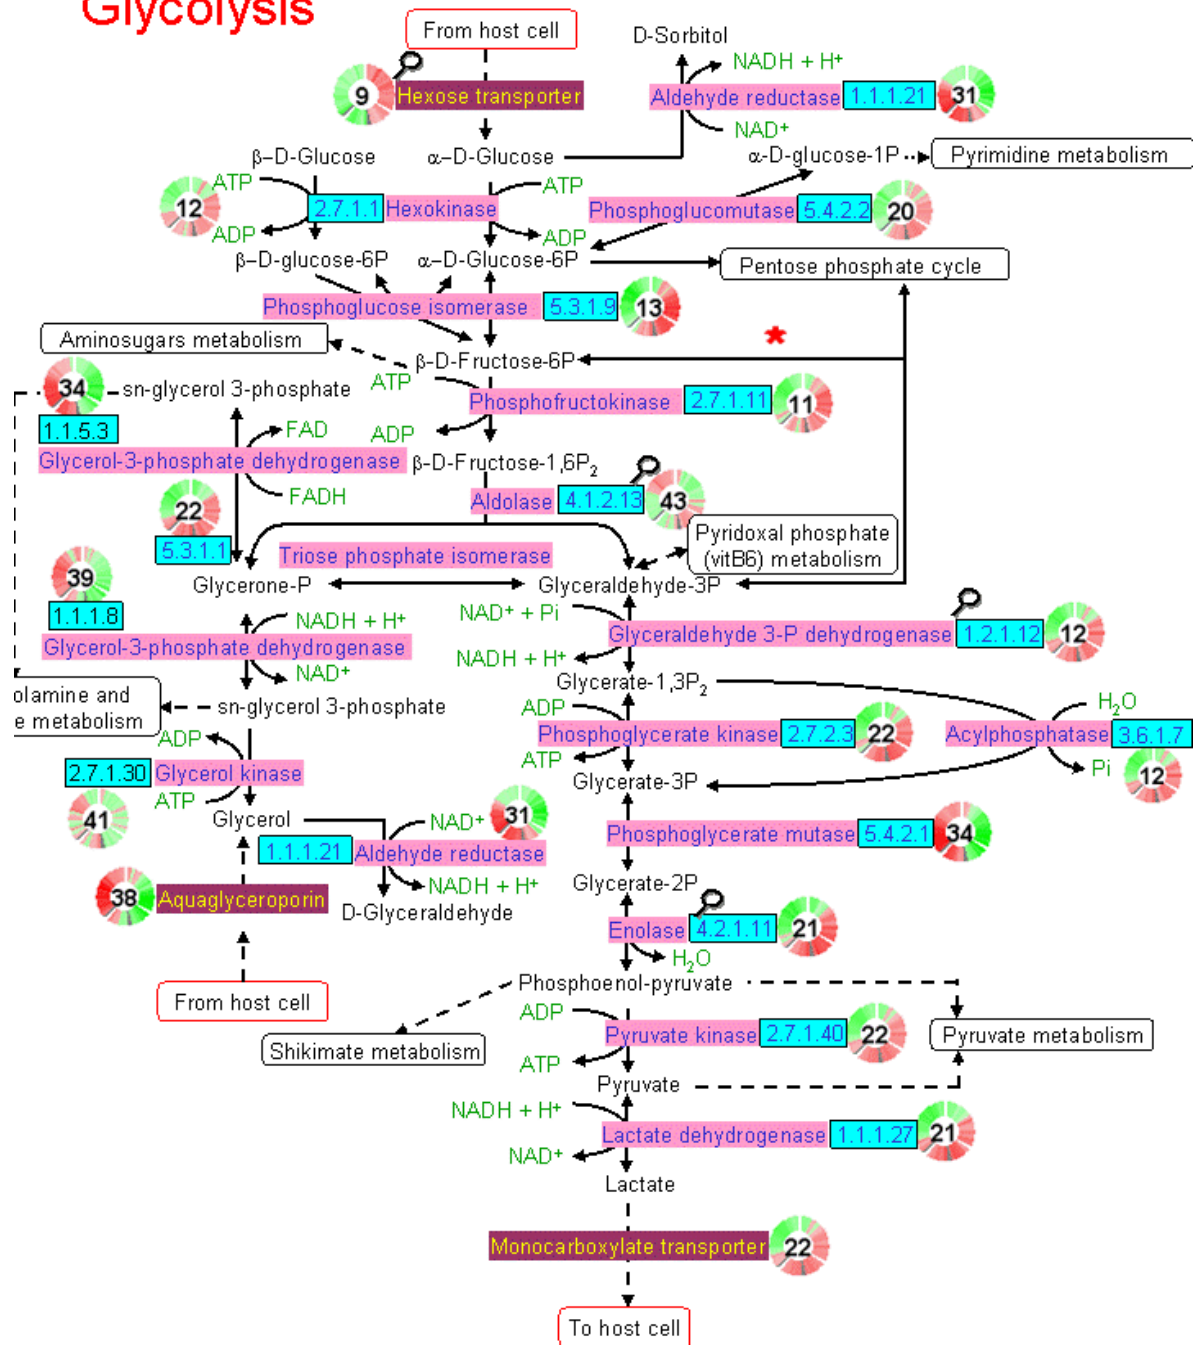 Glycolysis
From host cell
D-Sorbitol
NADH + H⁺
9
Hexose transporter
Aldehyde reductase
1.1.1.21
31
NAD⁺
β–D-Glucose
α–D-Glucose
α-D-glucose-1P
Pyrimidine metabolism
ATP
ATP
12
2.7.1.1
Hexokinase
Phosphoglucomutase
5.4.2.2
20
ADP
ADP
β–D-glucose-6P
α–D-Glucose-6P
Pentose phosphate cycle
Phosphoglucose isomerase
5.3.1.9
13
*
Aminosugars metabolism
β–D-Fructose-6P
34
sn-glycerol 3-phosphate
ATP
Phosphofructokinase
2.7.1.11
11
1.1.5.3
FAD
ADP
Glycerol-3-phosphate dehydrogenase
β-D-Fructose-1,6P₂
FADH
Aldolase
4.1.2.13
43
22
5.3.1.1
Triose phosphate isomerase
Pyridoxal phosphate
(vitB6) metabolism
39
Glycerone-P
Glyceraldehyde-3P
1.1.1.8
NADH + H⁺
NAD⁺ + Pi
Glyceraldehyde 3-P dehydrogenase
1.2.1.12
12
Glycerol-3-phosphate dehydrogenase
NADH + H⁺
NAD⁺
Glycerate-1,3P₂
olamine and
e metabolism
sn-glycerol 3-phosphate
ADP
H₂O
ADP
Phosphoglycerate kinase
2.7.2.3
22
Acylphosphatase
3.6.1.7
ATP
Pi
12
2.7.1.30
Glycerol kinase
Glycerate-3P
ATP
41
Glycerol
NAD⁺
31
1.1.1.21
Aldehyde reductase
Phosphoglycerate mutase
5.4.2.1
34
NADH + H⁺
Glycerate-2P
38
Aquaglyceroporin
D-Glyceraldehyde
Enolase
4.2.1.11
21
H₂O
From host cell
Phosphoenol-pyruvate
ADP
Shikimate metabolism
Pyruvate kinase
2.7.1.40
22
Pyruvate metabolism
ATP
Pyruvate
NADH + H⁺
Lactate dehydrogenase
1.1.1.27
21
NAD⁺
Lactate
Monocarboxylate transporter
22
To host cell